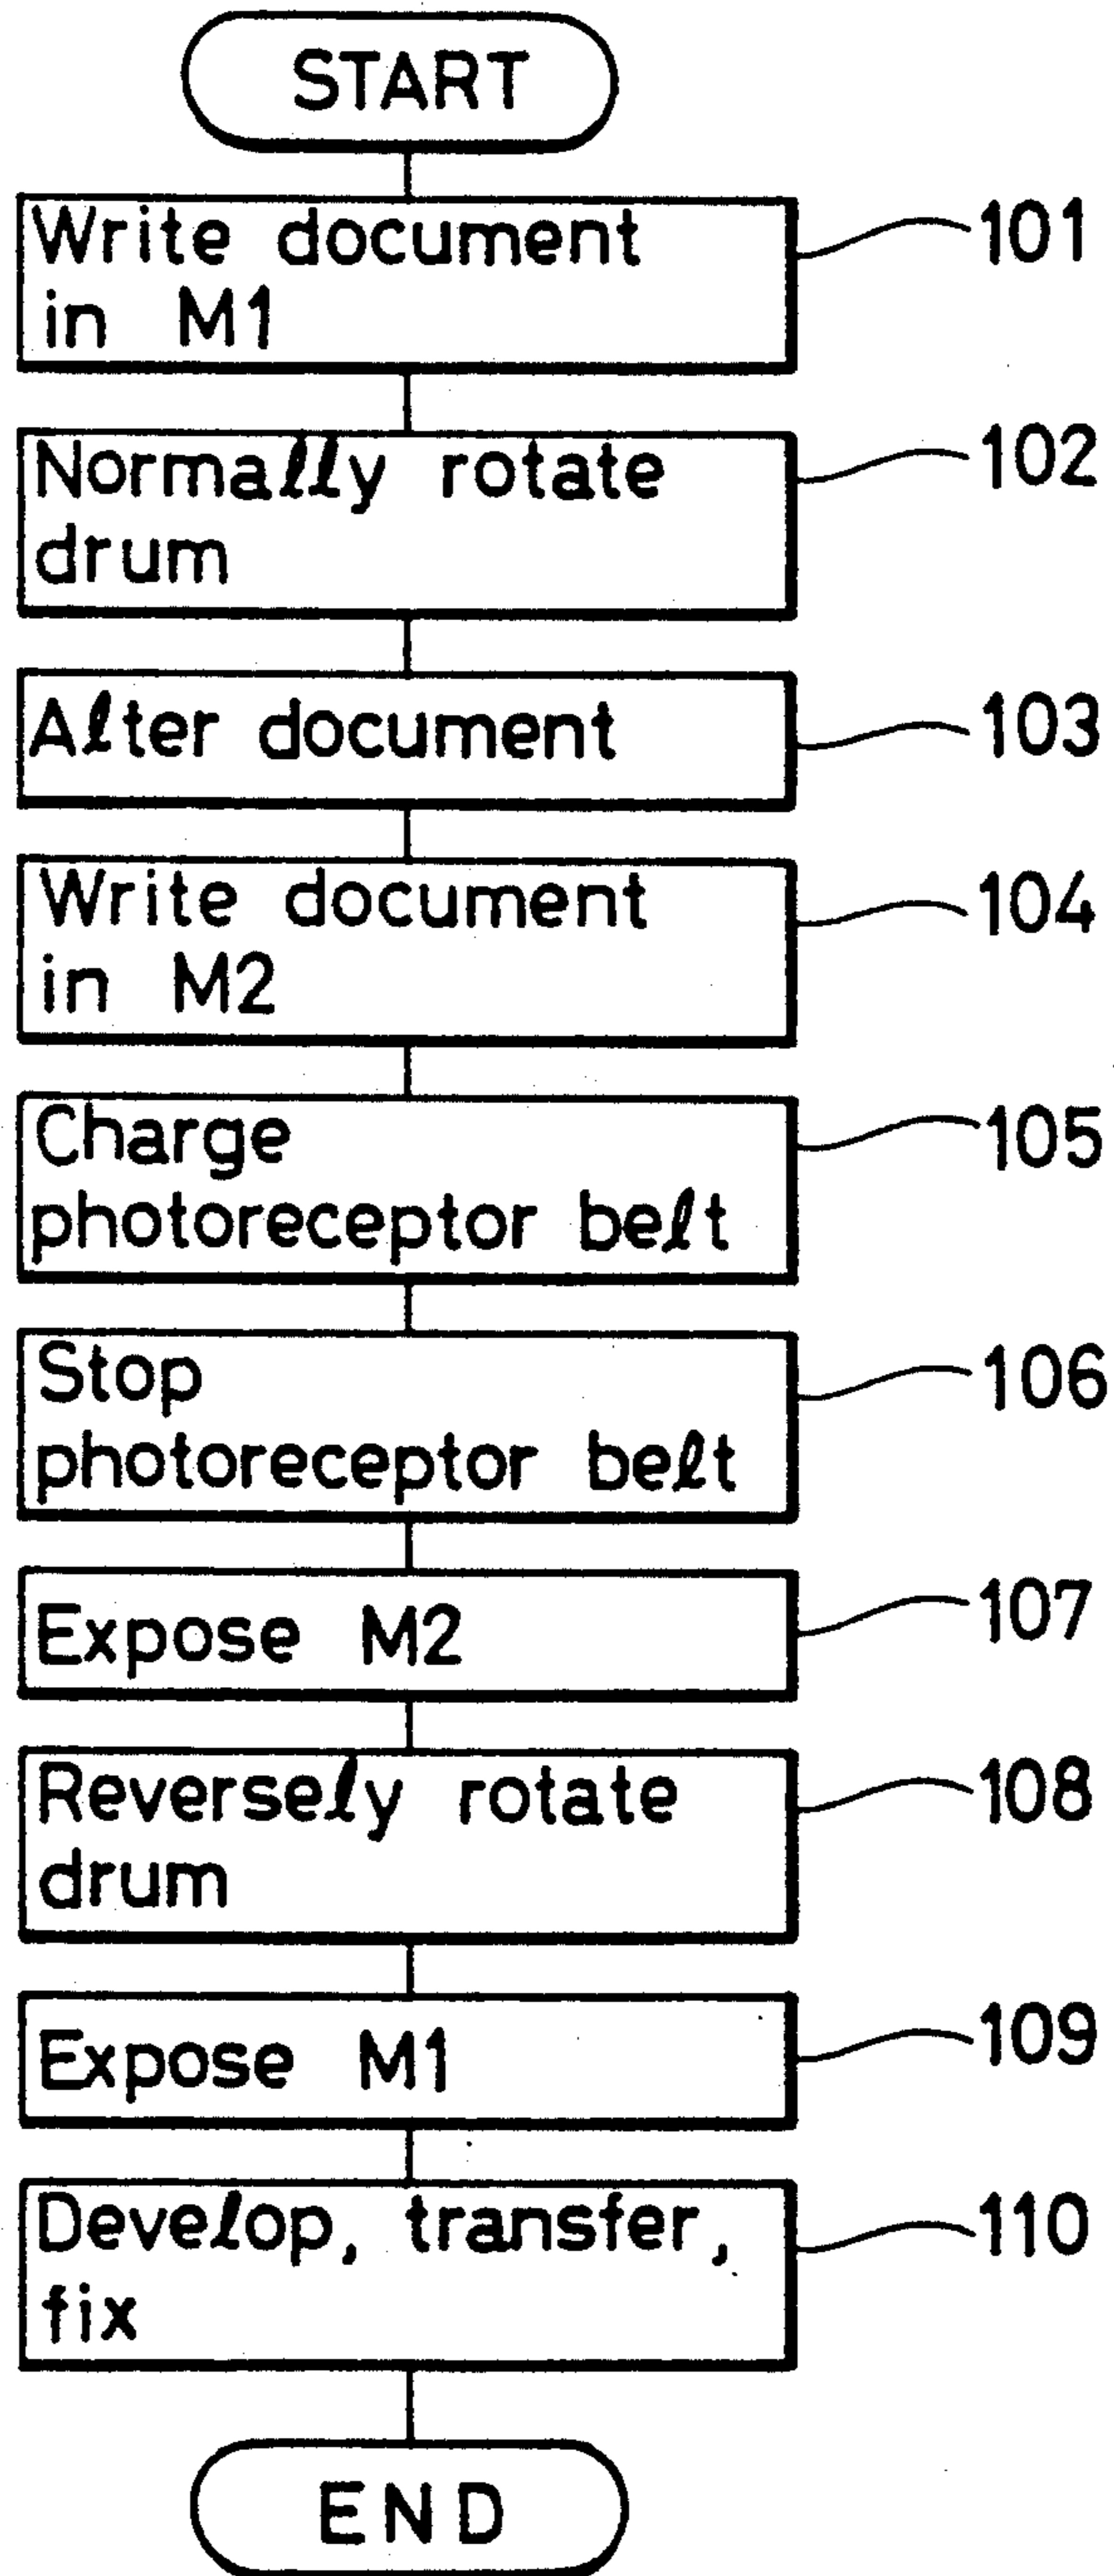 START
Write document
in M1
101
Normally rotate
drum
102
Alter document
103
Write document
in M2
104
Charge
photoreceptor belt
105
Stop
photoreceptor belt
106
Expose M2
107
Reversely rotate
drum
108
Expose M1
109
Develop, transfer,
fix
110
END